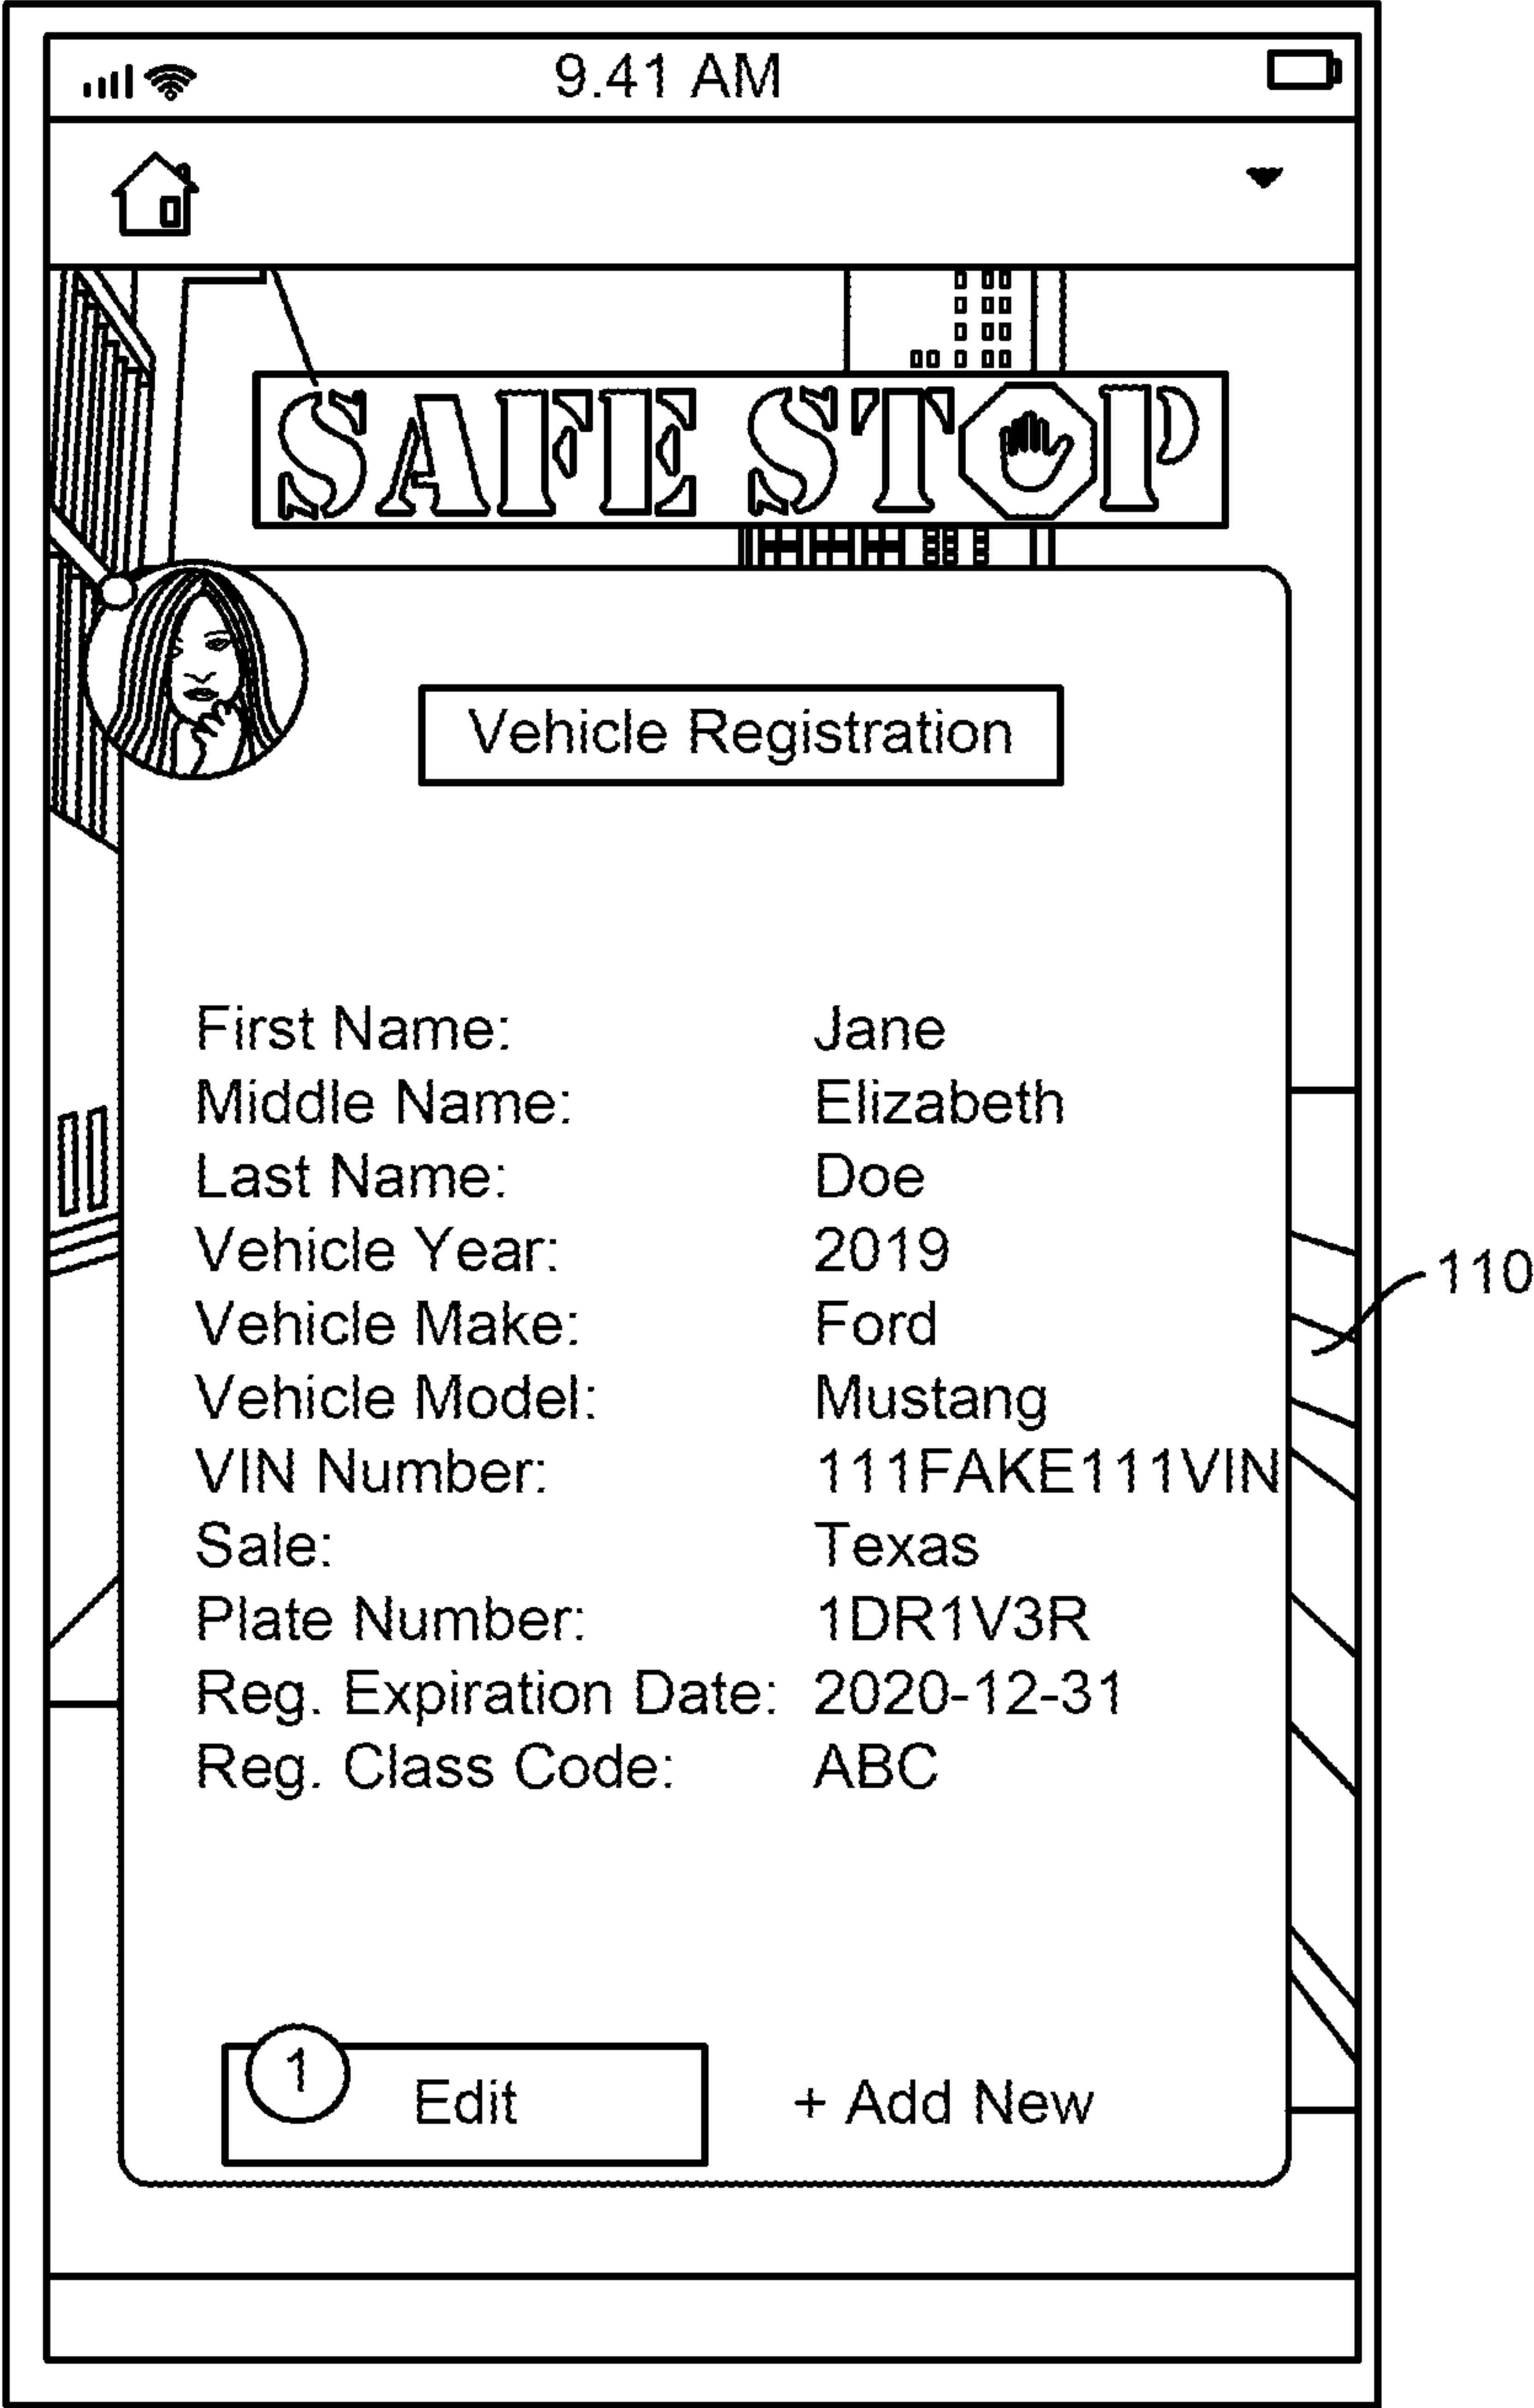 9.41 AM
SAFE STOP
Vehicle Registration
First Name: Jane
Middle Name: Elizabeth
Last Name: Doe
Vehicle Year: 2019
Vehicle Make: Ford
110
Vehicle Model: Mustang
VIN Number: 111FAKE111VIN
Sale: Texas
Plate Number: 1DR1V3R
Reg. Expiration Date: 2020-12-31
Reg. Class Code: ABC
1 Edit + Add New